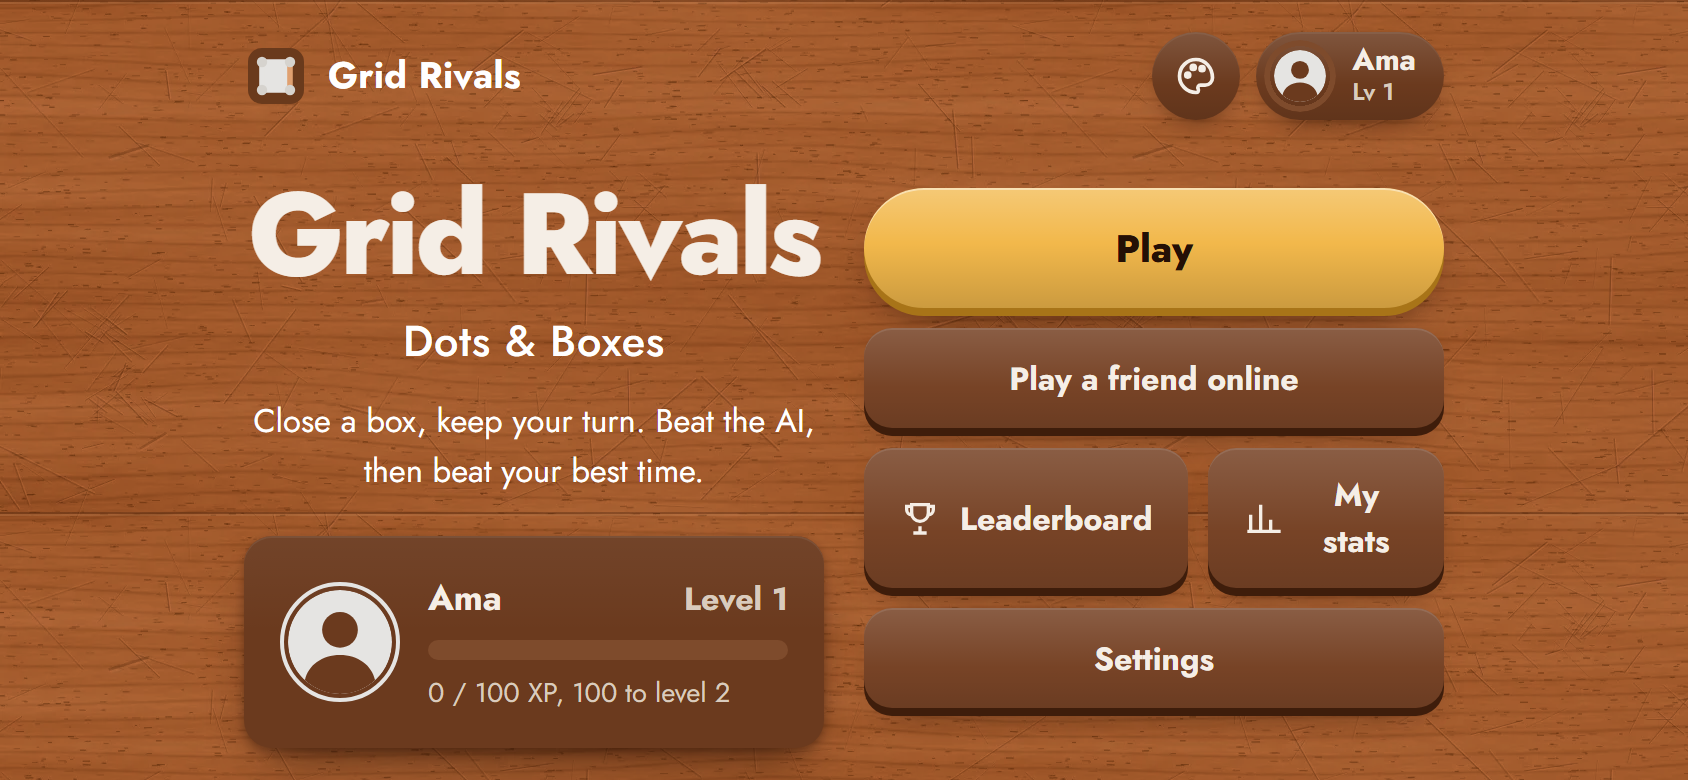 Grid Rivals
Ama
Lv 1
Grid Rivals
Dots & Boxes
Close a box, keep your turn. Beat the AI,
then beat your best time.
Ama
Level 1
0 / 100 XP, 100 to level 2
Play
Play a friend online
Leaderboard
My
stats
Settings